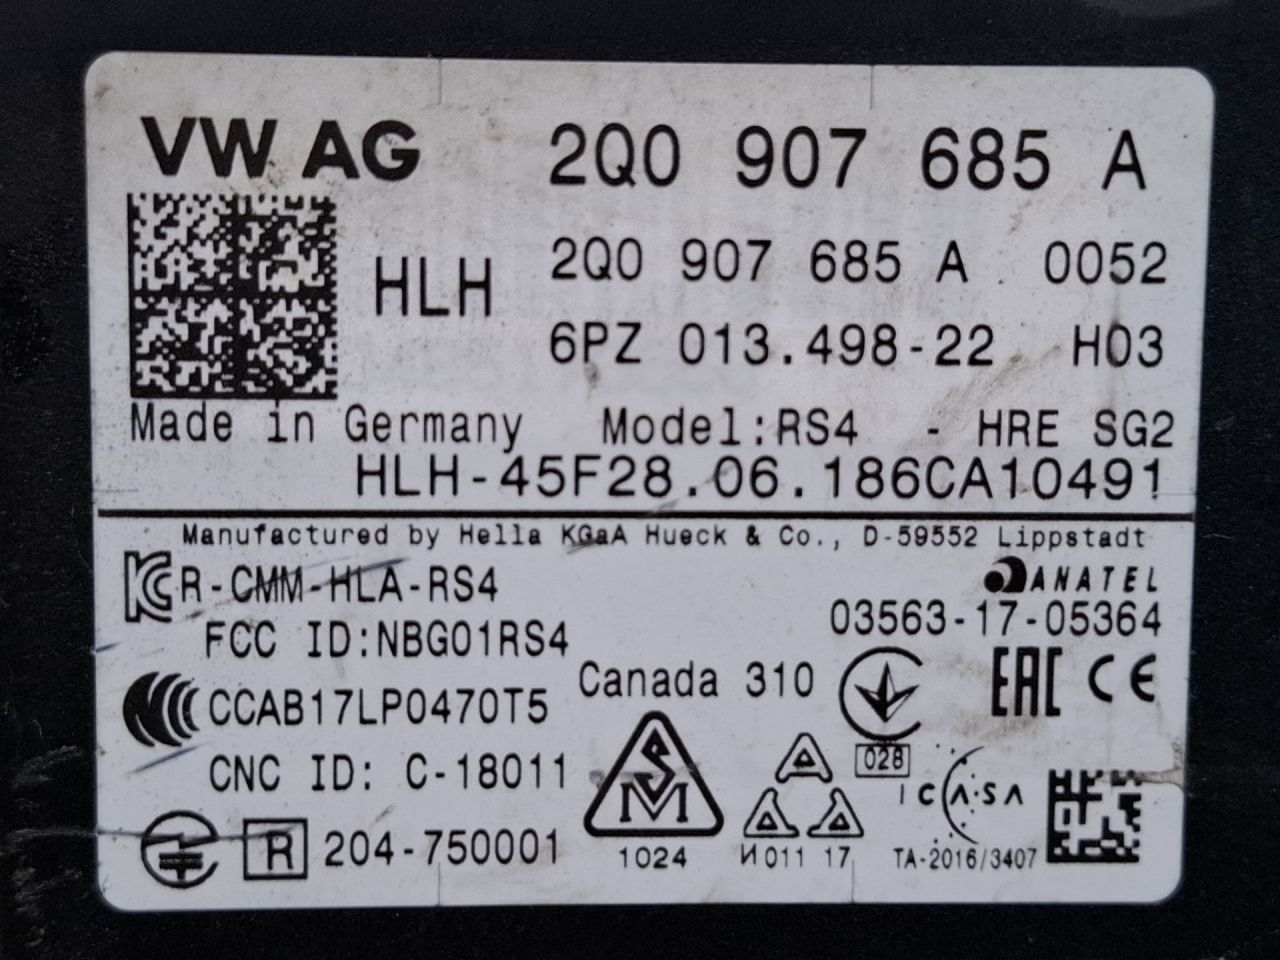 VW AG 2Q0 907 685 A
HLH 2Q0 907 685 A 0052
6PZ 013.498-22 H03
Made in Germany Model:RS4 - HRE SG2
HLH-45F28.06.186CA10491
Manufactured by Hella KGaA Hueck & Co., D-59552 Lippstadt
R-CMM-HLA-RS4 ANATEL
03563-17-05364
FCC ID:NBG01RS4
Canada 310 EAC CE
CCAB17LP0470T5
028
CNC ID: C-18011
SM
ICASA
R 204-750001
1024 И011 17 TA-2016/3407